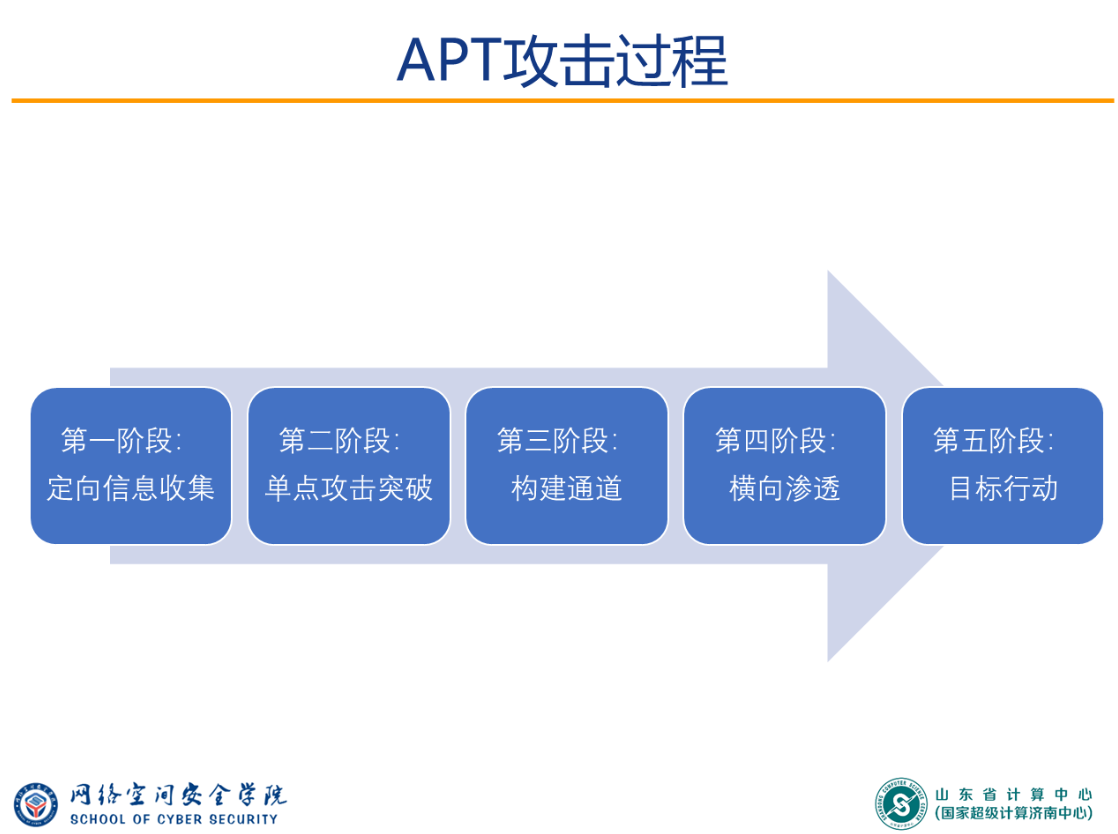 APT攻击过程
第一阶段：
定向信息收集
第二阶段：
单点攻击突破
第三阶段：
构建通道
第四阶段：
横向渗透
第五阶段：
目标行动
网络空间安全学院
SCHOOL OF CYBER SECURITY
山东省计算中心
(国家超级计算济南中心)